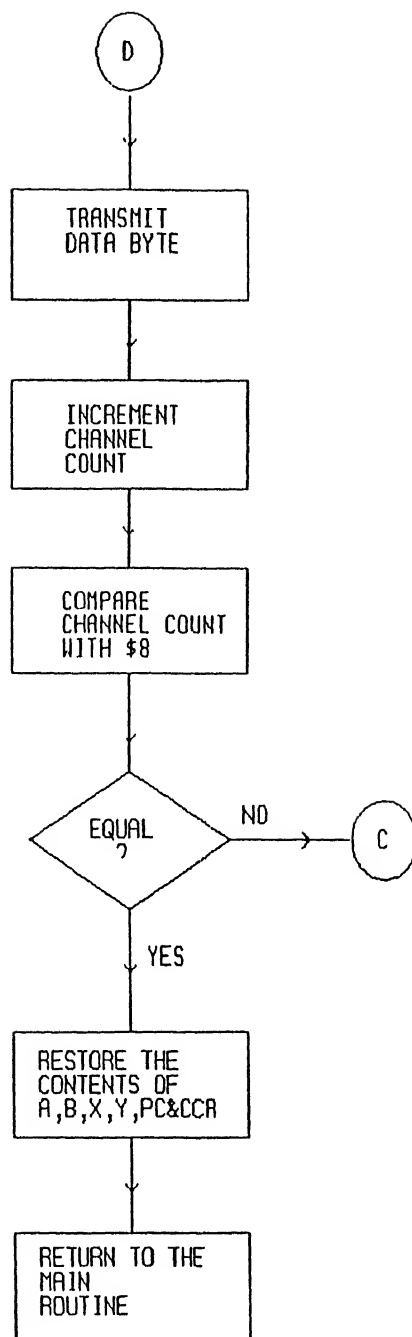 D
TRANSMIT
DATA BYTE
INCREMENT
CHANNEL
COUNT
COMPARE
CHANNEL COUNT
WITH $8
EQUAL
?
NO
C
YES
RESTORE THE
CONTENTS OF
A,B,X,Y,PC&CCR
RETURN TO THE
MAIN
ROUTINE